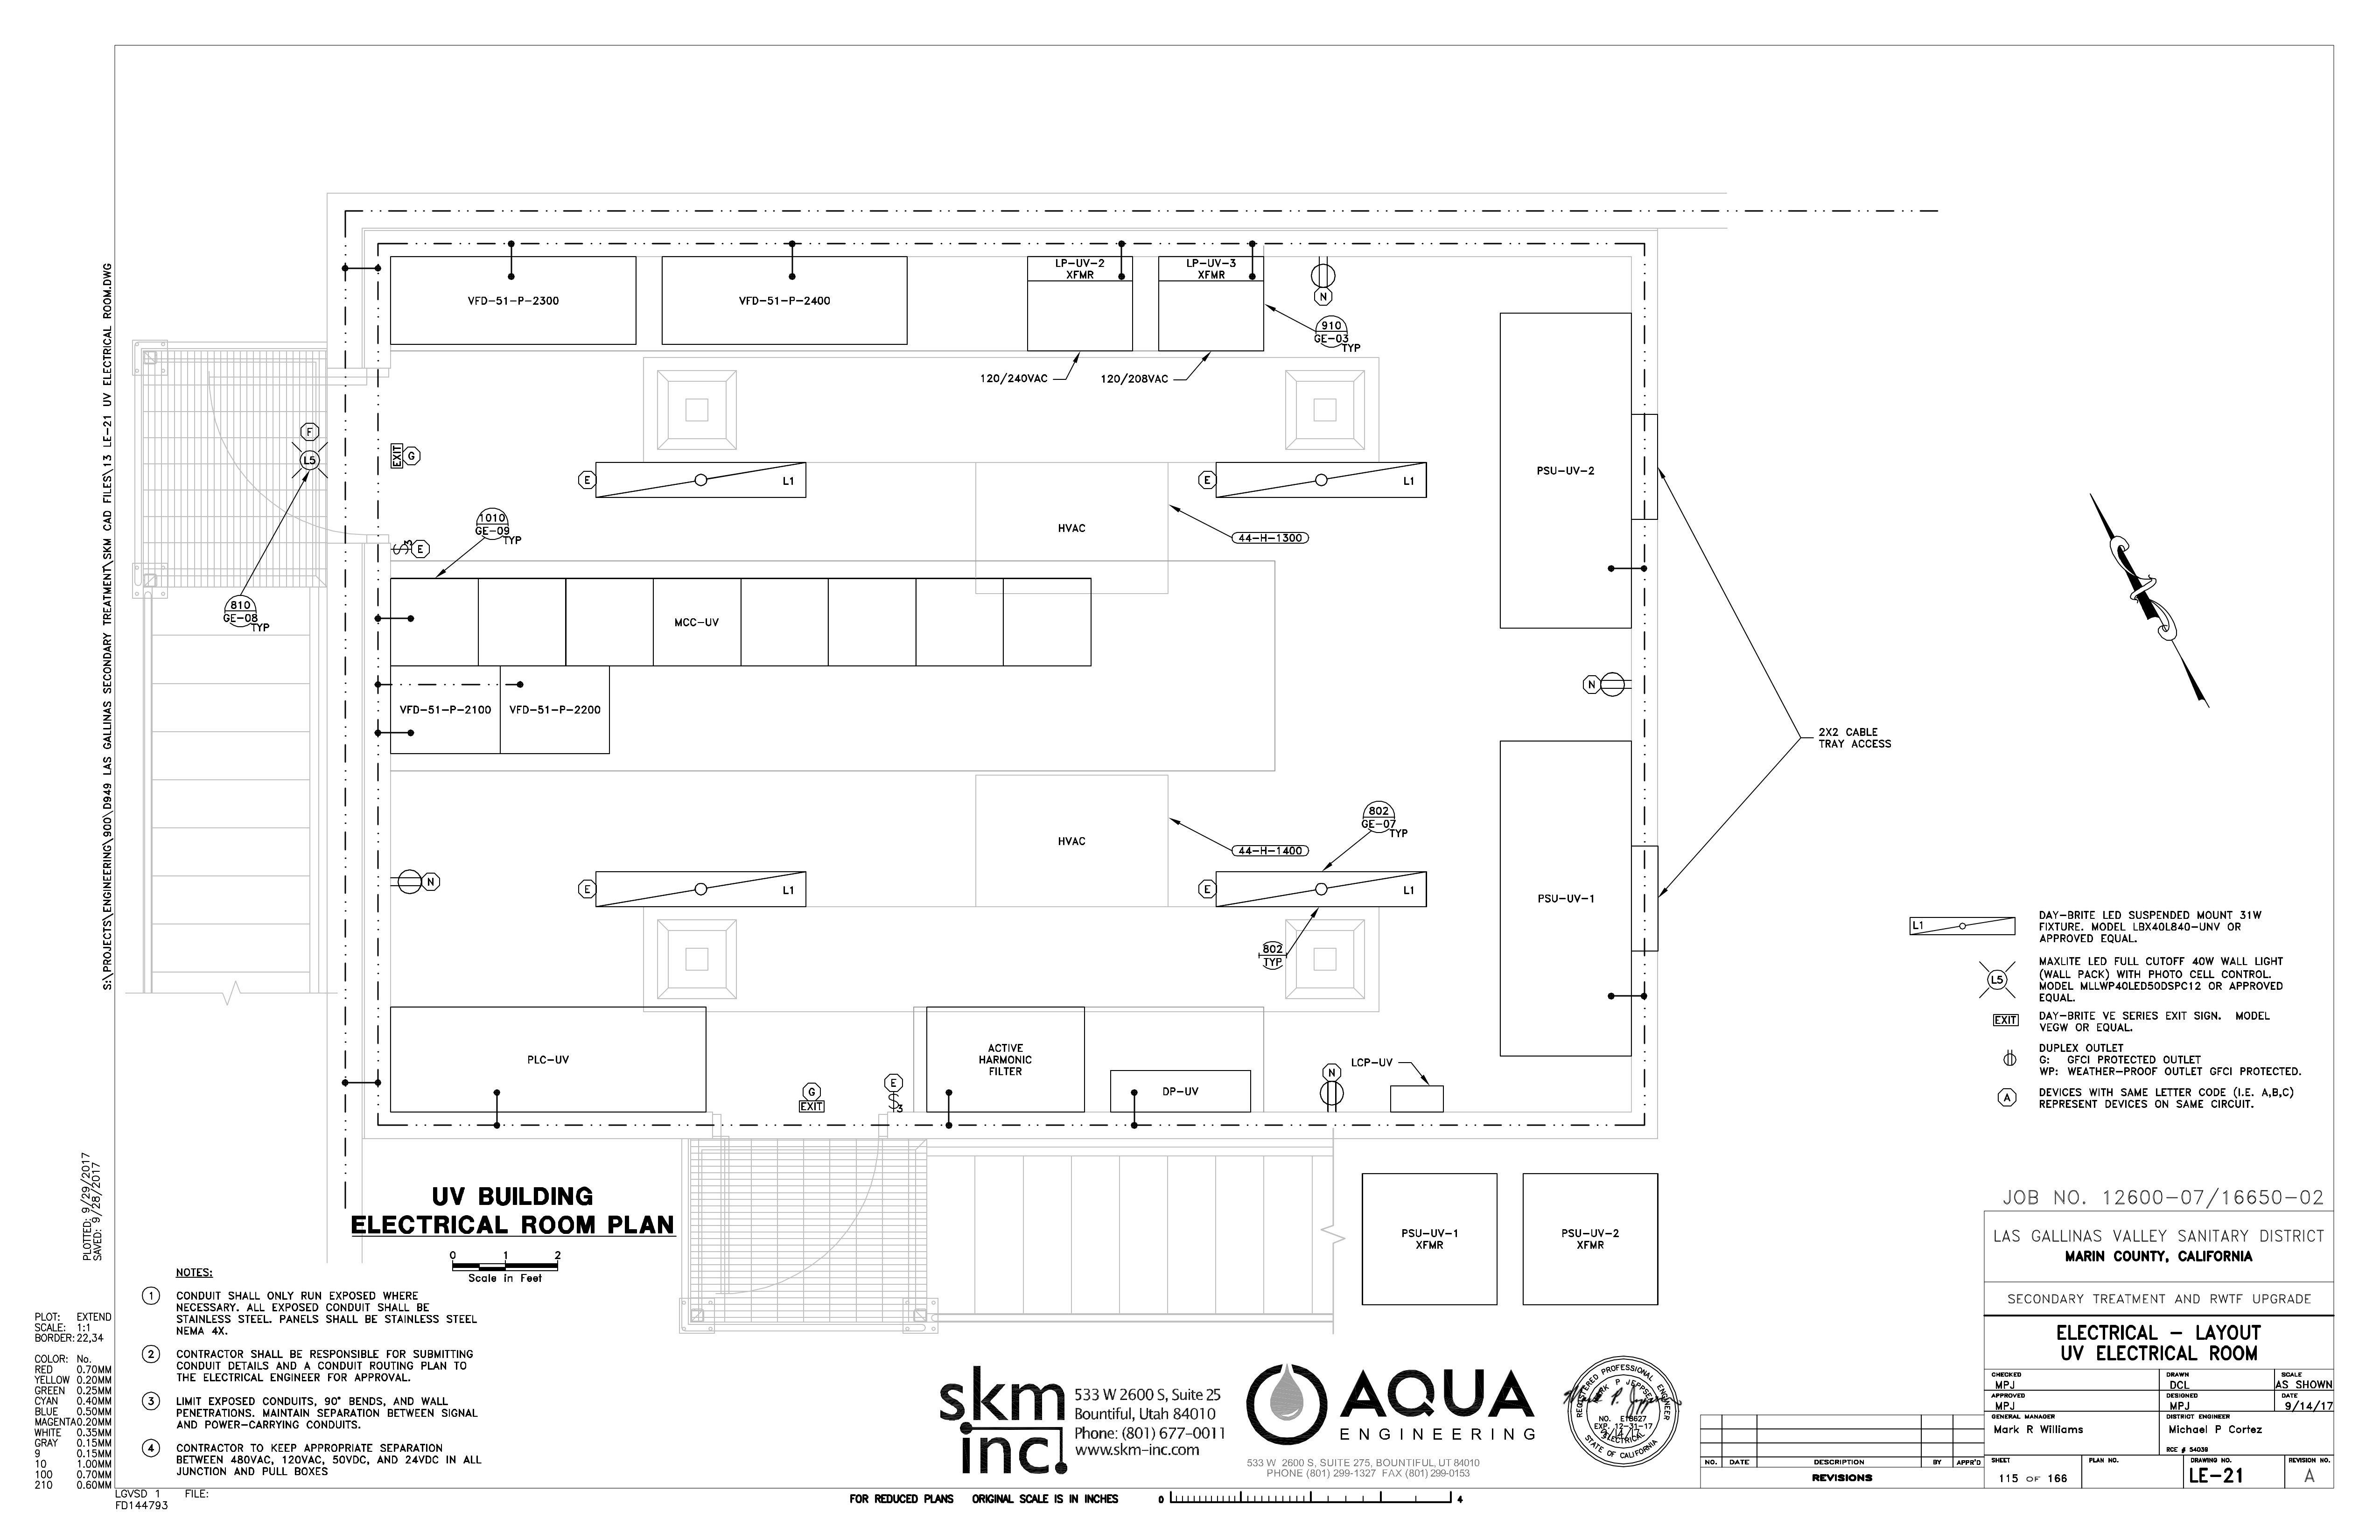 S:\PROJECTS\ENGINEERING\900\D949 LAS GALLINAS SECONDARY TREATMENT\SKM CAD FILES\13 LE-21 UV ELECTRICAL ROOM.DWG
PLOTTED: 9/29/2017
SAVED: 9/28/2017
VFD-51-P-2300
VFD-51-P-2400
LP-UV-2
XFMR
LP-UV-3
XFMR
N
910
GE-03
TYP
120/240VAC
120/208VAC
F
L5
EXIT
G
E
L1
E
L1
PSU-UV-2
1010
GE-09
TYP
3
E
HVAC
44-H-1300
810
GE-08
TYP
MCC-UV
VFD-51-P-2100
VFD-51-P-2200
N
2X2 CABLE
TRAY ACCESS
HVAC
44-H-1400
802
GE-07
TYP
N
E
L1
E
L1
PSU-UV-1
802
TYP
PLC-UV
G
EXIT
E
3
ACTIVE
HARMONIC
FILTER
DP-UV
N
LCP-UV
PSU-UV-1
XFMR
PSU-UV-2
XFMR
L1
DAY-BRITE LED SUSPENDED MOUNT 31W
FIXTURE. MODEL LBX40L840-UNV OR
APPROVED EQUAL.
L5
MAXLITE LED FULL CUTOFF 40W WALL LIGHT
(WALL PACK) WITH PHOTO CELL CONTROL.
MODEL MLLWP40LED50DSPC12 OR APPROVED
EQUAL.
EXIT
DAY-BRITE VE SERIES EXIT SIGN. MODEL
VEGW OR EQUAL.
DUPLEX OUTLET
G: GFCI PROTECTED OUTLET
WP: WEATHER-PROOF OUTLET GFCI PROTECTED.
A
DEVICES WITH SAME LETTER CODE (I.E. A,B,C)
REPRESENT DEVICES ON SAME CIRCUIT.
UV BUILDING
ELECTRICAL ROOM PLAN
0 1 2
Scale in Feet
NOTES:
1 CONDUIT SHALL ONLY RUN EXPOSED WHERE
NECESSARY. ALL EXPOSED CONDUIT SHALL BE
STAINLESS STEEL. PANELS SHALL BE STAINLESS STEEL
NEMA 4X.
2 CONTRACTOR SHALL BE RESPONSIBLE FOR SUBMITTING
CONDUIT DETAILS AND A CONDUIT ROUTING PLAN TO
THE ELECTRICAL ENGINEER FOR APPROVAL.
3 LIMIT EXPOSED CONDUITS, 90° BENDS, AND WALL
PENETRATIONS. MAINTAIN SEPARATION BETWEEN SIGNAL
AND POWER-CARRYING CONDUITS.
4 CONTRACTOR TO KEEP APPROPRIATE SEPARATION
BETWEEN 480VAC, 120VAC, 50VDC, AND 24VDC IN ALL
JUNCTION AND PULL BOXES
PLOT: EXTEND
SCALE: 1:1
BORDER: 22,34
COLOR: No.
RED 0.70MM
YELLOW 0.20MM
GREEN 0.25MM
CYAN 0.40MM
BLUE 0.50MM
MAGENTA 0.20MM
WHITE 0.35MM
GRAY 0.15MM
9 0.15MM
10 1.00MM
100 0.70MM
210 0.60MM
LGVSD 1 FILE:
FD144793
skm
inc.
533 W 2600 S, Suite 25
Bountiful, Utah 84010
Phone: (801) 677-0011
www.skm-inc.com
AQUA
ENGINEERING
533 W 2600 S, SUITE 275, BOUNTIFUL, UT 84010
PHONE (801) 299-1327 FAX (801) 299-0153
REGISTERED PROFESSIONAL ENGINEER
MARK P JEPPSEN
NO. E18627
EXP. 12-31-17
9/14/17
ELECTRICAL
STATE OF CALIFORNIA
FOR REDUCED PLANS ORIGINAL SCALE IS IN INCHES 0 4
NO. DATE DESCRIPTION BY APPR'D
REVISIONS
JOB NO. 12600-07/16650-02
LAS GALLINAS VALLEY SANITARY DISTRICT
MARIN COUNTY, CALIFORNIA
SECONDARY TREATMENT AND RWTF UPGRADE
ELECTRICAL - LAYOUT
UV ELECTRICAL ROOM
CHECKED
MPJ
DRAWN
DCL
SCALE
AS SHOWN
APPROVED
MPJ
DESIGNED
MPJ
DATE
9/14/17
GENERAL MANAGER
Mark R Williams
DISTRICT ENGINEER
Michael P Cortez
RCE # 54039
SHEET
115 OF 166
PLAN NO.
DRAWING NO.
LE-21
REVISION NO.
A